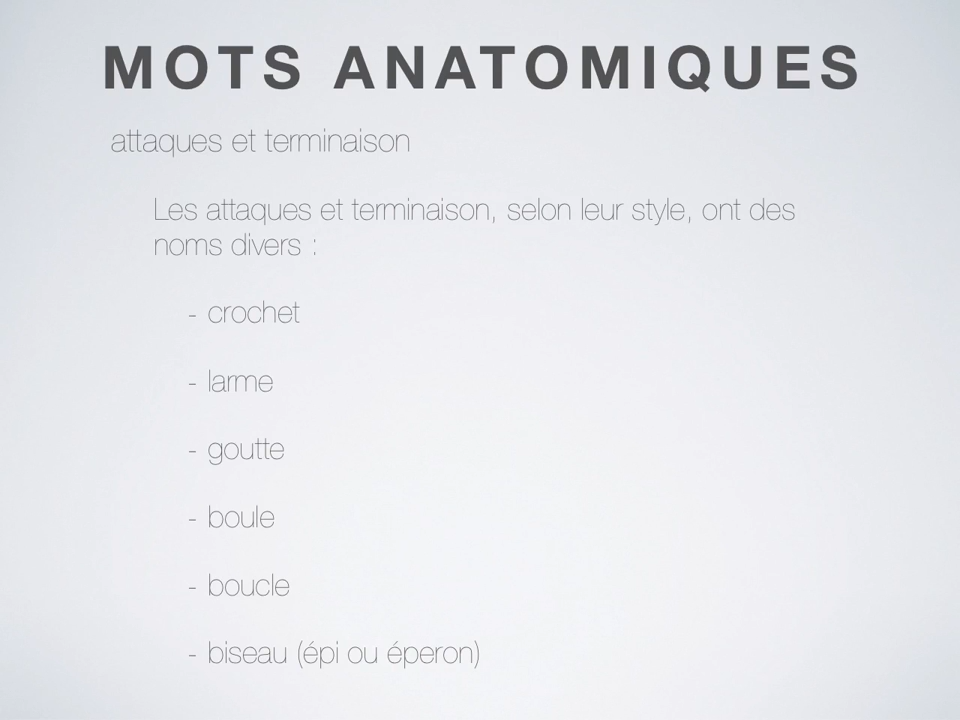 MOTS ANATOMIQUES
attaques et terminaison
Les attaques et terminaison, selon leur style, ont des
noms divers :
- crochet
- larme
- goutte
- boule
- boucle
- biseau (épi ou éperon)